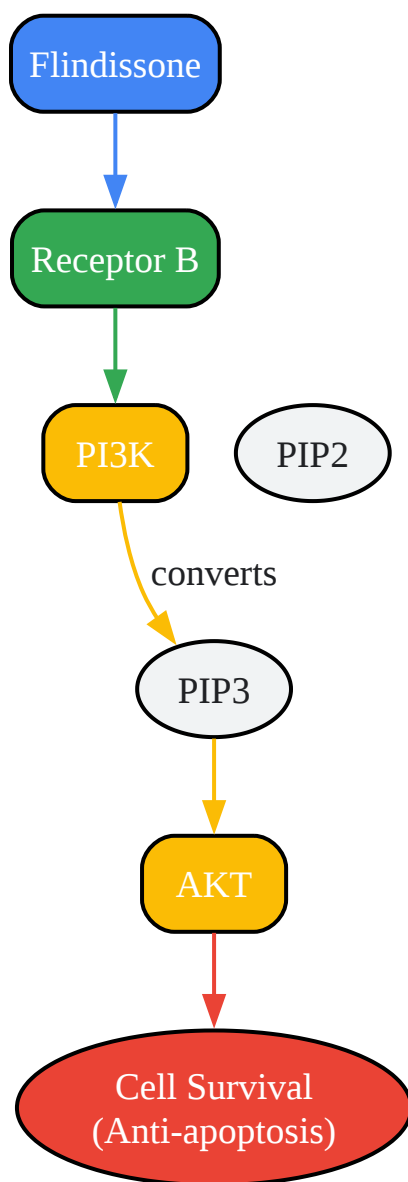 Flindissone
Receptor B
PI3K
PIP2
converts
PIP3
AKT
Cell Survival
(Anti-apoptosis)